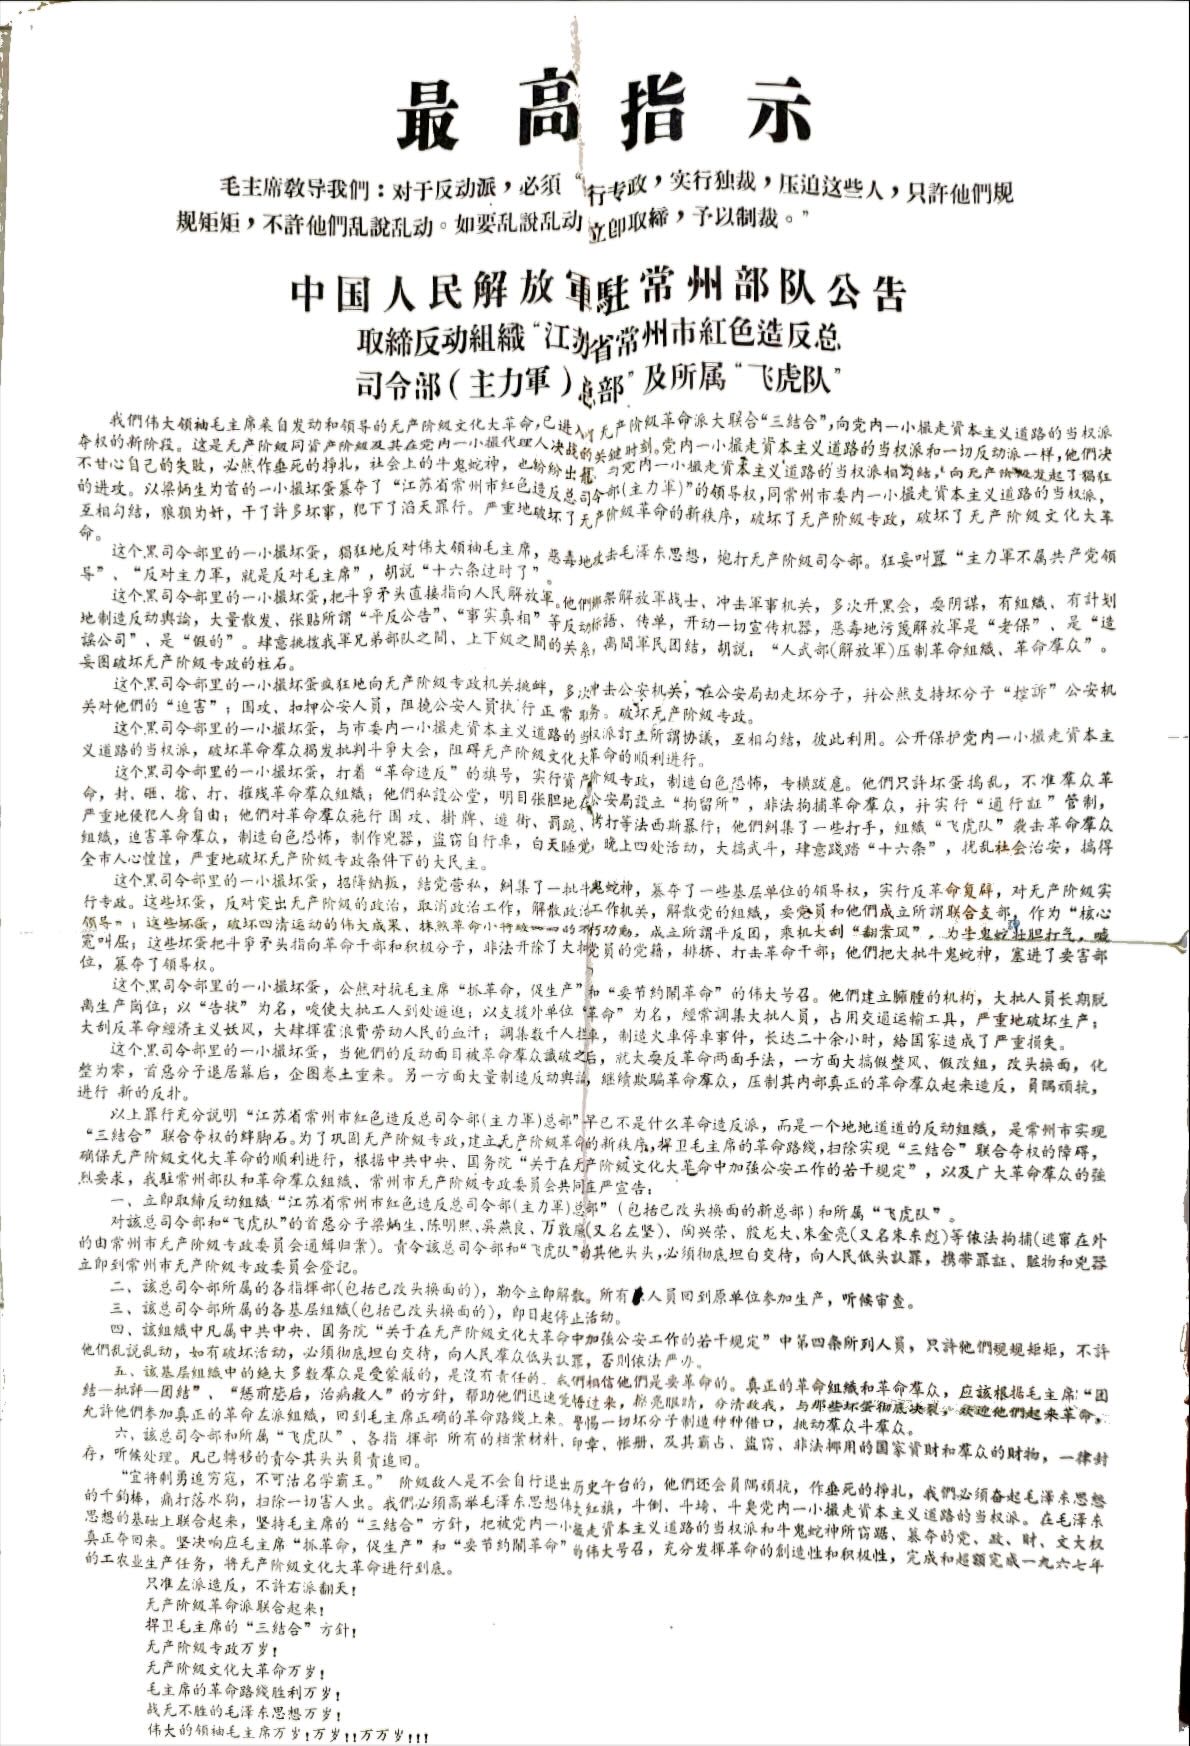 最高指示
毛主席教导我們：对于反动派，必須“行专政，实行独裁，压迫这些人，只許他們规
规矩矩，不許他們乱說乱动。如要乱說乱动立卽取締，予以制裁。”
中国人民解放軍駐常州部队公告
取締反动組織“江苏省常州市紅色造反总
司令部（主力軍）总部”及所属“飞虎队”
我們伟大領袖毛主席亲自发动和領导的无产阶級文化大革命，已进入 无产阶級革命派大联合“三結合”，向党内一小撮走資本主义道路的当权派
夺权的新阶段。这是无产阶級同資产阶級及其在党内一小撮代理人决战的关鍵时刻。党内一小撮走資本主义道路的当权派和一切反动派一样，他們决
不甘心自己的失敗，必然作垂死的挣扎，社会上的牛鬼蛇神，也紛紛出籠，与党内一小撮走資本主义道路的当权派相勾結，向无产阶級发起了猖狂
的进攻。以梁炳生为首的一小撮坏蛋篡夺了“江苏省常州市紅色造反总司令部(主力軍)”的領导权，同常州市委内一小撮走資本主义道路的当权派，
互相勾結，狼狽为奸，干了許多坏事，犯下了滔天罪行。严重地破坏了无产阶級革命的新秩序，破坏了无产阶級专政，破坏了无产阶級文化大革
命。
这个黑司令部里的一小撮坏蛋，猖狂地反对伟大領袖毛主席，恶毒地攻击毛泽东思想，炮打无产阶級司令部。狂妄叫囂“主力軍不属共产党領
导”、“反对主力軍，就是反对毛主席”，胡說“十六条过时了”。
这个黑司令部里的一小撮坏蛋，把斗爭矛头直接指向人民解放軍。他們绑架解放軍战士、冲击軍事机关，多次开黑会，耍阴謀，有組織、有計划
地制造反动輿論，大量散发、张貼所謂“平反公告”、“事实真相”等反动标語、传单，开动一切宣传机器，恶毒地污蔑解放軍是“老保”、是“造
謠公司”、是“假的”。肆意挑拨我軍兄弟部队之間、上下級之間的关系，离間軍民团結，胡說：“人武部(解放軍)压制革命組織、革命羣众”。
妄图破坏无产阶級专政的柱石。
这个黑司令部里的一小撮坏蛋瘋狂地向无产阶級专政机关挑衅，多次冲击公安机关，在公安局劫走坏分子，幷公然支持坏分子“控訴”公安机
关对他們的“迫害”；围攻、扣押公安人員，阻撓公安人員执行正常职务。破坏无产阶級专政。
这个黑司令部里的一小撮坏蛋，与市委内一小撮走資本主义道路的当权派訂立所謂协議，互相勾結，彼此利用。公开保护党内一小撮走資本主
义道路的当权派，破坏革命羣众揭发批判斗爭大会，阻碍无产阶級文化大革命的順利进行。
这个黑司令部里的一小撮坏蛋，打着“革命造反”的旗号，实行資产阶級专政，制造白色恐怖，专横跋扈。他們只許坏蛋搗乱，不准羣众革
命，封、砸、搶、打、摧残革命羣众組織；他們私設公堂，明目张胆地在公安局設立“拘留所”，非法拘捕革命羣众，幷实行“通行証”管制，
严重地侵犯人身自由；他們对革命羣众施行围攻、掛牌、遊街、罰跪、拷打等法西斯暴行；他們糾集了一些打手，組織“飞虎队”袭击革命羣众
組織，迫害革命羣众，制造白色恐怖，制作兇器，盜窃自行車，白天睡觉，晚上四处活动，大搞武斗，肆意踐踏“十六条”，扰乱社会治安，搞得
全市人心惶惶，严重地破坏无产阶級专政条件下的大民主。
这个黑司令部里的一小撮坏蛋，招降納叛，結党营私，糾集了一批牛鬼蛇神，篡夺了一些基层单位的領导权，实行反革命复辟，对无产阶級实
行专政。这些坏蛋，反对突出无产阶級的政治，取消政治工作，解散政治工作机关，解散党的組織，要党員和他們成立所謂联合支部，作为“核心
領导”；这些坏蛋，破坏四清运动的伟大成果，抹煞革命小将破 四的不朽功勋，成立所謂平反团，乘机大刮“翻案风”，为牛鬼蛇神壮胆打气，喊
冤叫屈；这些坏蛋把斗爭矛头指向革命干部和积极分子，非法开除了大批党員的党籍，排挤、打击革命干部；他們把大批牛鬼蛇神，塞进了要害部
位，篡夺了領导权。
这个黑司令部里的一小撮坏蛋，公然对抗毛主席“抓革命，促生产”和“要节約閙革命”的伟大号召。他們建立臃腫的机构，大批人員长期脱
离生产崗位；以“告状”为名，唆使大批工人到处遊逛；以支援外单位“革命”为名，經常調集大批人員，占用交通运輸工具，严重地破坏生产；
大刮反革命經济主义妖风，大肆揮霍浪費劳动人民的血汗；調集数千人拦車，制造火車停車事件，长达二十余小时，給国家造成了严重損失。
这个黑司令部里的一小撮坏蛋，当他們的反动面目被革命羣众識破之后，就大耍反革命两面手法，一方面大搞假整风、假改組，改头换面，化
整为零，首恶分子退居幕后，企图卷土重来。另一方面大量制造反动輿論，继續欺騙革命羣众，压制其内部真正的革命羣众起来造反，負隅頑抗，
进行 新的反扑。
以上罪行充分說明“江苏省常州市紅色造反总司令部(主力軍)总部”早已不是什么革命造反派，而是一个地地道道的反动組織，是常州市实现
“三結合”联合夺权的絆脚石。为了巩固无产阶級专政，建立无产阶級革命的新秩序，捍卫毛主席的革命路线，扫除实现“三結合”联合夺权的障碍，
确保无产阶級文化大革命的順利进行，根据中共中央、国务院“关于在无产阶級文化大革命中加强公安工作的若干规定”，以及广大革命羣众的强
烈要求，我駐常州部队和革命羣众組織、常州市无产阶級专政委員会共同庄严宣告：
一、立即取締反动組織“江苏省常州市紅色造反总司令部(主力軍)总部”(包括已改头换面的新总部)和所属“飞虎队”。
对該总司令部和“飞虎队”的首恶分子梁炳生、陈明熙、吳燕良、万敦 (又名左坚)、陶兴荣、殷龙大、朱金亮(又名朱东彪)等依法拘捕(逃窜在外
的由常州市无产阶級专政委員会通緝归案)。責令該总司令部和“飞虎队”的其他头头，必須彻底坦白交待，向人民低头认罪，携带罪証、贓物和兇器
立即到常州市无产阶級专政委員会登記。
二、該总司令部所属的各指揮部(包括已改头换面的)，勒令立即解散。所有 人員回到原单位参加生产，听候审查。
三、該总司令部所属的各基层組織(包括已改头换面的)，即日起停止活动。
四、該組織中凡属中共中央、国务院“关于在无产阶級文化大革命中加强公安工作的若干规定”中第四条所列人員，只許他們规规矩矩，不許
他們乱說乱动，如有破坏活动，必須彻底坦白交待，向人民羣众低头认罪，否則依法严办。
五、該基层組織中的絶大多数羣众是受蒙蔽的，是沒有責任的。我們相信他們是要革命的。真正的革命組織和革命羣众，应該根据毛主席“团
結—批評—团結”、“惩前毖后，治病救人”的方針，帮助他們迅速觉悟过来，擦亮眼睛，分清敌我，与那些坏蛋彻底决裂，欢迎他們起来革命，
允許他們参加真正的革命左派組織，回到毛主席正确的革命路綫上来。警惕一切坏分子制造种种借口，挑动羣众斗羣众。
六、該总司令部和所属“飞虎队”、各指揮部所有的档案材料、印章、帐册、及其霸占、盜窃、非法挪用的国家資財和羣众的財物，一律封
存，听候处理。凡已轉移的責令其头头負責追回。
“宜将剩勇追穷寇，不可沽名学霸王。” 阶級敌人是不会自行退出历史午台的，他們还会負隅頑抗，作垂死的挣扎，我們必須奋起毛泽东思想
的千鈞棒，痛打落水狗，扫除一切害人虫。我們必須高举毛泽东思想伟大紅旗，斗倒、斗垮、斗臭党内一小撮走資本主义道路的当权派。在毛泽东
思想的基础上联合起来，坚持毛主席的“三結合”方針，把被党内一小撮走資本主义道路的当权派和牛鬼蛇神所窃踞、篡夺的党、政、財、文大权
真正夺回来。坚决响应毛主席“抓革命，促生产”和“要节約閙革命”的伟大号召，充分发揮革命的創造性和积极性，完成和超額完成一九六七年
的工农业生产任务，将无产阶級文化大革命进行到底。
只准左派造反，不許右派翻天！
无产阶級革命派联合起来！
捍卫毛主席的“三結合”方針！
无产阶級专政万岁！
无产阶級文化大革命万岁！
毛主席的革命路綫胜利万岁！
战无不胜的毛泽东思想万岁！
伟大的領袖毛主席万岁！万岁！！万万岁！！！